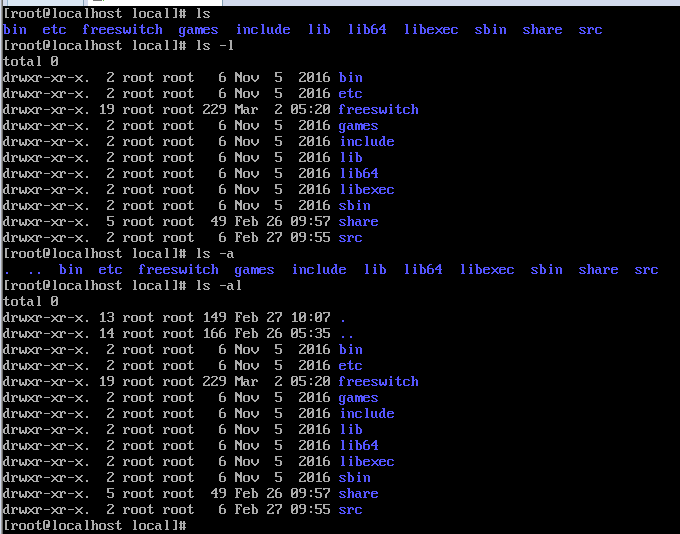 [root@localhost local]# ls
bin  etc  freeswitch  games  include  lib  lib64  libexec  sbin  share  src
[root@localhost local]# ls -l
total 0
drwxr-xr-x.  2 root root   6 Nov  5  2016 bin
drwxr-xr-x.  2 root root   6 Nov  5  2016 etc
drwxr-xr-x. 19 root root 229 Mar  2 05:20 freeswitch
drwxr-xr-x.  2 root root   6 Nov  5  2016 games
drwxr-xr-x.  2 root root   6 Nov  5  2016 include
drwxr-xr-x.  2 root root   6 Nov  5  2016 lib
drwxr-xr-x.  2 root root   6 Nov  5  2016 lib64
drwxr-xr-x.  2 root root   6 Nov  5  2016 libexec
drwxr-xr-x.  2 root root   6 Nov  5  2016 sbin
drwxr-xr-x.  5 root root  49 Feb 26 09:57 share
drwxr-xr-x.  2 root root   6 Feb 27 09:55 src
[root@localhost local]# ls -a
.  ..  bin  etc  freeswitch  games  include  lib  lib64  libexec  sbin  share  src
[root@localhost local]# ls -al
total 0
drwxr-xr-x. 13 root root 149 Feb 27 10:07 .
drwxr-xr-x. 14 root root 166 Feb 26 05:35 ..
drwxr-xr-x.  2 root root   6 Nov  5  2016 bin
drwxr-xr-x.  2 root root   6 Nov  5  2016 etc
drwxr-xr-x. 19 root root 229 Mar  2 05:20 freeswitch
drwxr-xr-x.  2 root root   6 Nov  5  2016 games
drwxr-xr-x.  2 root root   6 Nov  5  2016 include
drwxr-xr-x.  2 root root   6 Nov  5  2016 lib
drwxr-xr-x.  2 root root   6 Nov  5  2016 lib64
drwxr-xr-x.  2 root root   6 Nov  5  2016 libexec
drwxr-xr-x.  2 root root   6 Nov  5  2016 sbin
drwxr-xr-x.  5 root root  49 Feb 26 09:57 share
drwxr-xr-x.  2 root root   6 Feb 27 09:55 src
[root@localhost local]#